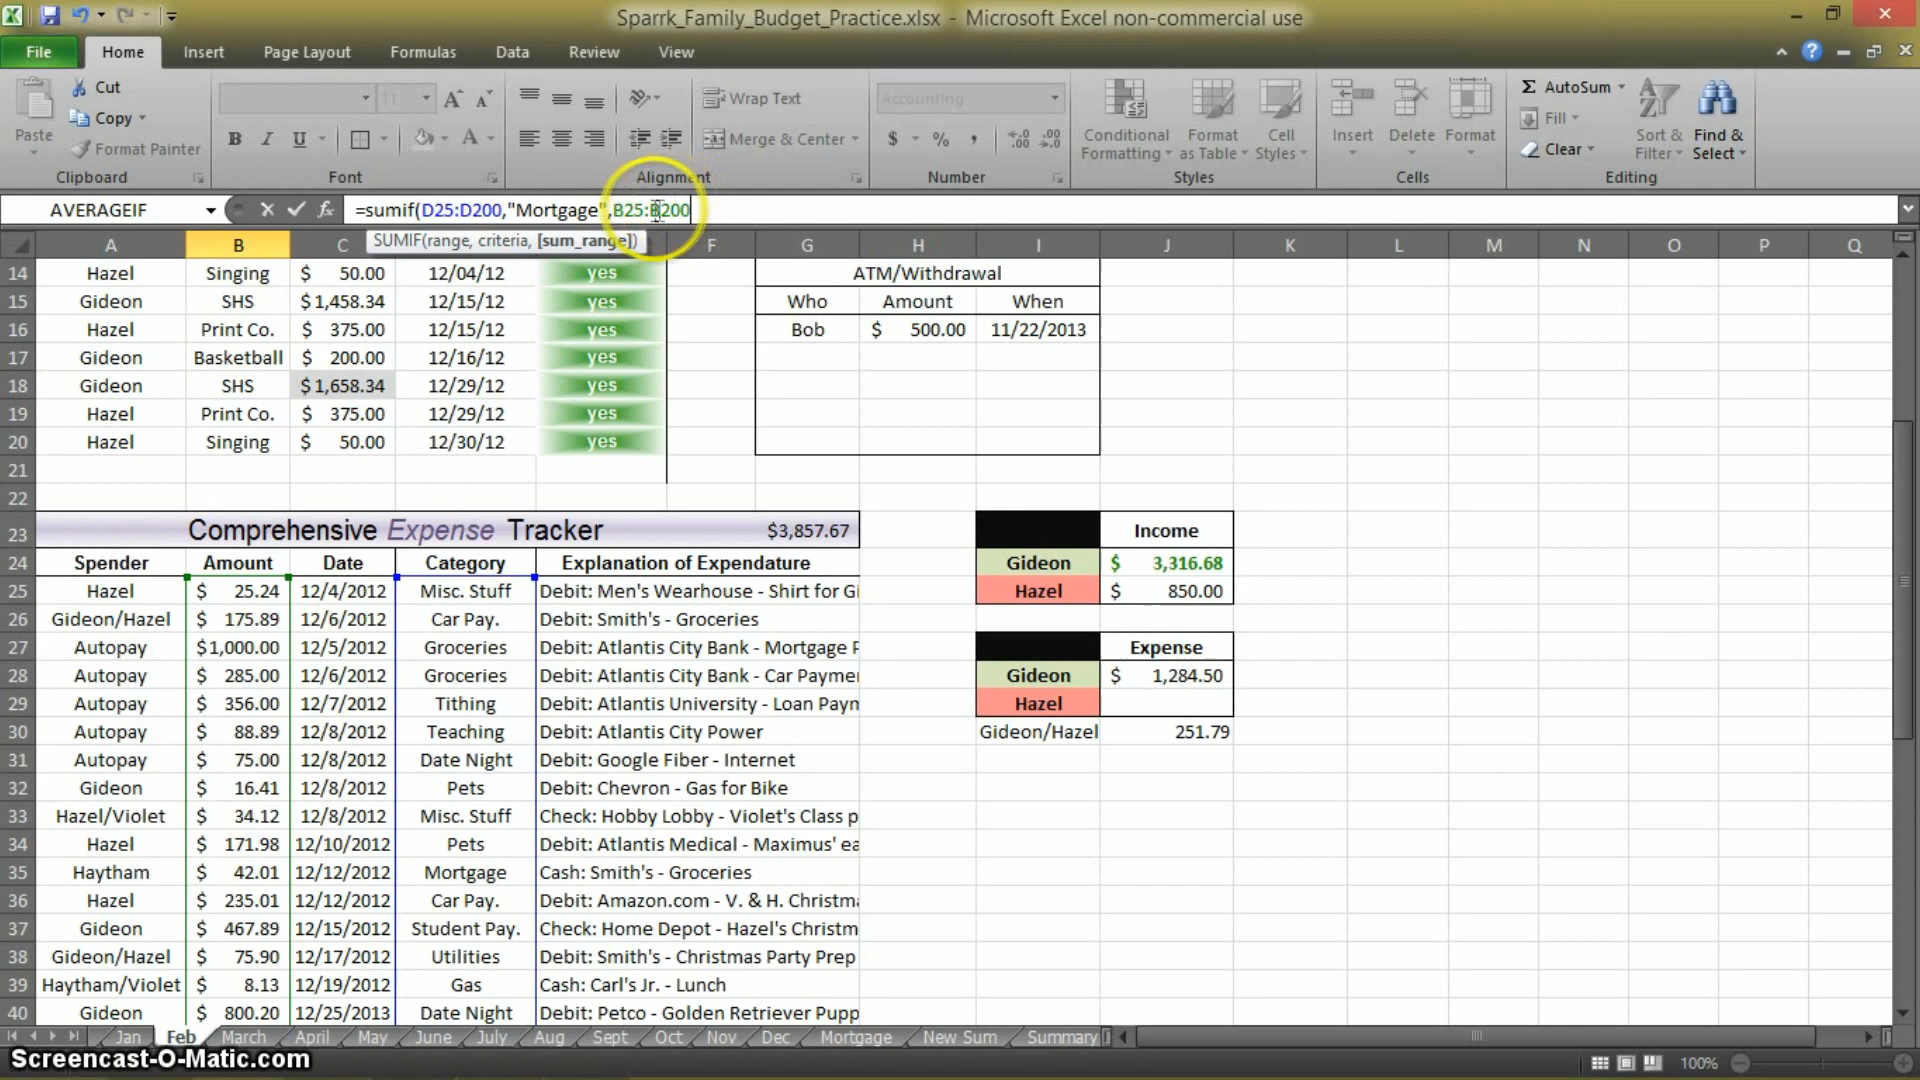 Sparrk_Family_Budget_Practice.xlsx - Microsoft Excel non-commercial use
File Home Insert Page Layout Formulas Data Review View
Cut
Copy
Format Painter
Paste
Clipboard
11
Font
Wrap Text
Merge & Center
Alignment
Accounting
$ % ,
Number
Conditional Formatting
Format as Table
Cell Styles
Styles
Insert Delete Format
Cells
AutoSum
Fill
Clear
Sort & Filter
Find & Select
Editing
AVERAGEIF =sumif(D25:D200,"Mortgage",B25:B200
SUMIF(range, criteria, [sum_range])
A B C F G H I J K L M N O P Q
14 Hazel Singing $ 50.00 12/04/12 yes ATM/Withdrawal
15 Gideon SHS $ 1,458.34 12/15/12 yes Who Amount When
16 Hazel Print Co. $ 375.00 12/15/12 yes Bob $ 500.00 11/22/2013
17 Gideon Basketball $ 200.00 12/16/12 yes
18 Gideon SHS $ 1,658.34 12/29/12 yes
19 Hazel Print Co. $ 375.00 12/29/12 yes
20 Hazel Singing $ 50.00 12/30/12 yes
21
22
23 Comprehensive Expense Tracker $3,857.67 Income
24 Spender Amount Date Category Explanation of Expendature Gideon $ 3,316.68
25 Hazel $ 25.24 12/4/2012 Misc. Stuff Debit: Men's Wearhouse - Shirt for Gi Hazel $ 850.00
26 Gideon/Hazel $ 175.89 12/6/2012 Car Pay. Debit: Smith's - Groceries
27 Autopay $1,000.00 12/5/2012 Groceries Debit: Atlantis City Bank - Mortgage P Expense
28 Autopay $ 285.00 12/6/2012 Groceries Debit: Atlantis City Bank - Car Paymen Gideon $ 1,284.50
29 Autopay $ 356.00 12/7/2012 Tithing Debit: Atlantis University - Loan Paym Hazel
30 Autopay $ 88.89 12/8/2012 Teaching Debit: Atlantis City Power Gideon/Hazel 251.79
31 Autopay $ 75.00 12/8/2012 Date Night Debit: Google Fiber - Internet
32 Gideon $ 16.41 12/8/2012 Pets Debit: Chevron - Gas for Bike
33 Hazel/Violet $ 34.12 12/8/2012 Misc. Stuff Check: Hobby Lobby - Violet's Class p
34 Hazel $ 171.98 12/10/2012 Pets Debit: Atlantis Medical - Maximus' ea
35 Haytham $ 42.01 12/12/2012 Mortgage Cash: Smith's - Groceries
36 Hazel $ 235.01 12/12/2012 Car Pay. Debit: Amazon.com - V. & H. Christma
37 Gideon $ 467.89 12/15/2012 Student Pay. Check: Home Depot - Hazel's Christm
38 Gideon/Hazel $ 75.90 12/17/2012 Utilities Debit: Smith's - Christmas Party Prep
39 Haytham/Violet $ 8.13 12/19/2012 Gas Cash: Carl's Jr. - Lunch
40 Gideon $ 800.20 12/25/2013 Date Night Debit: Petco - Golden Retriever Pupp
Jan Feb March April May June July Aug Sept Oct Nov Dec Mortgage New Sum Summary
Screencast-O-Matic.com 100%